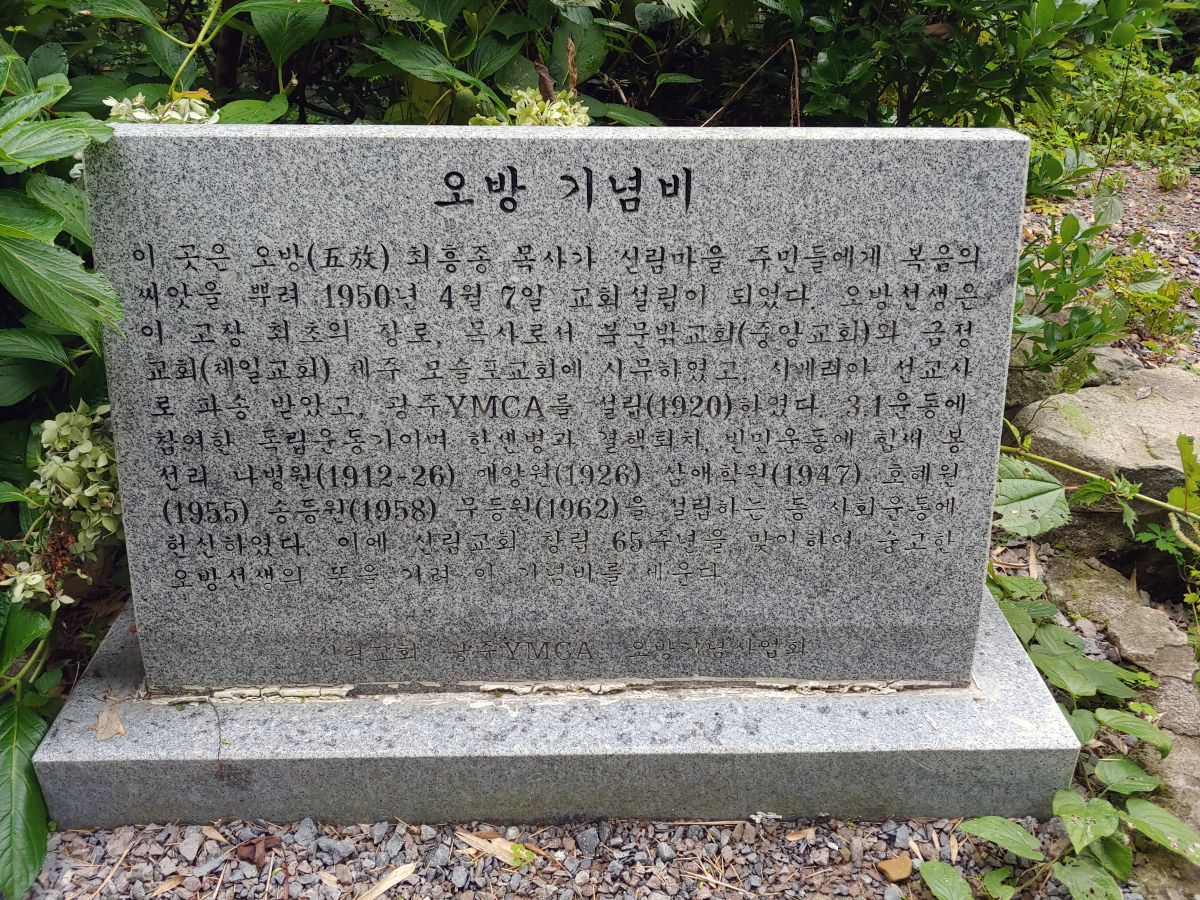 오방 기념비
이 곳은 오방(五放) 최흥종 목사가 신림마을 주민들에게 복음의
씨앗을 뿌려 1950년 4월 7일 교회설립이 되었다. 오방선생은
이 고장 최초의 장로, 목사로서 북문밖교회(중앙교회)와 금정
교회(제일교회) 제주 모슬포교회에 시무하였고, 시베리아 선교사
로 파송 받았고, 광주YMCA를 설립(1920)하였다. 3.1운동에
참여한 독립운동가이며 한센병과 결핵퇴치, 빈민운동에 힘써 봉
선리 나병원(1912-26) 애양원(1926) 삼애학원(1947) 호혜원
(1955) 송등원(1958) 무등원(1962)을 설립하는 등 사회운동에
헌신하였다. 이에 신림교회 창립 65주년을 맞이하여 숭고한
오방선생의 뜻을 기려 이 기념비를 세운다.
신림교회 광주YMCA 오방기념사업회